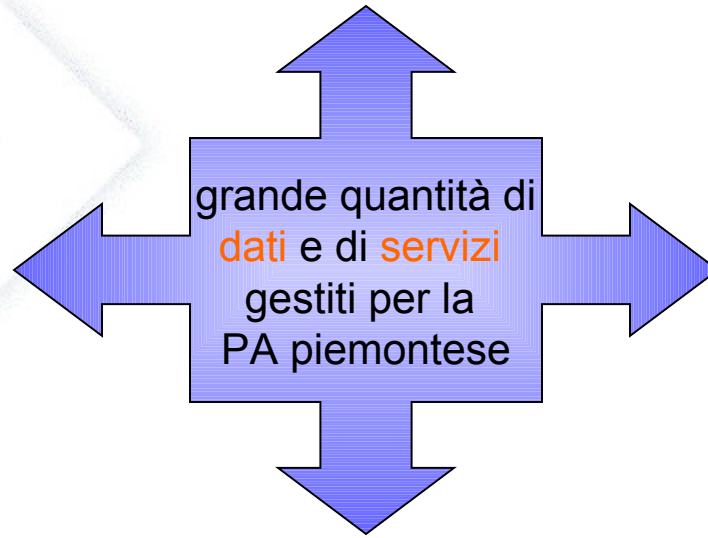 grande quantità di
dati e di servizi
gestiti per la
PA piemontese